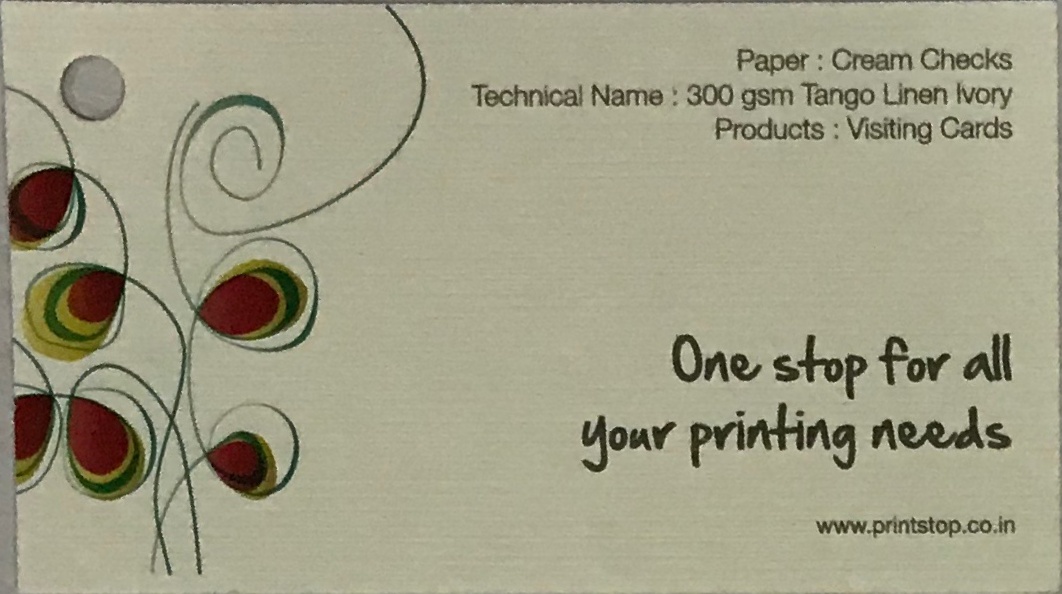 Paper : Cream Checks
Technical Name : 300 gsm Tango Linen Ivory
Products : Visiting Cards
One stop for all
your printing needs
www.printstop.co.in